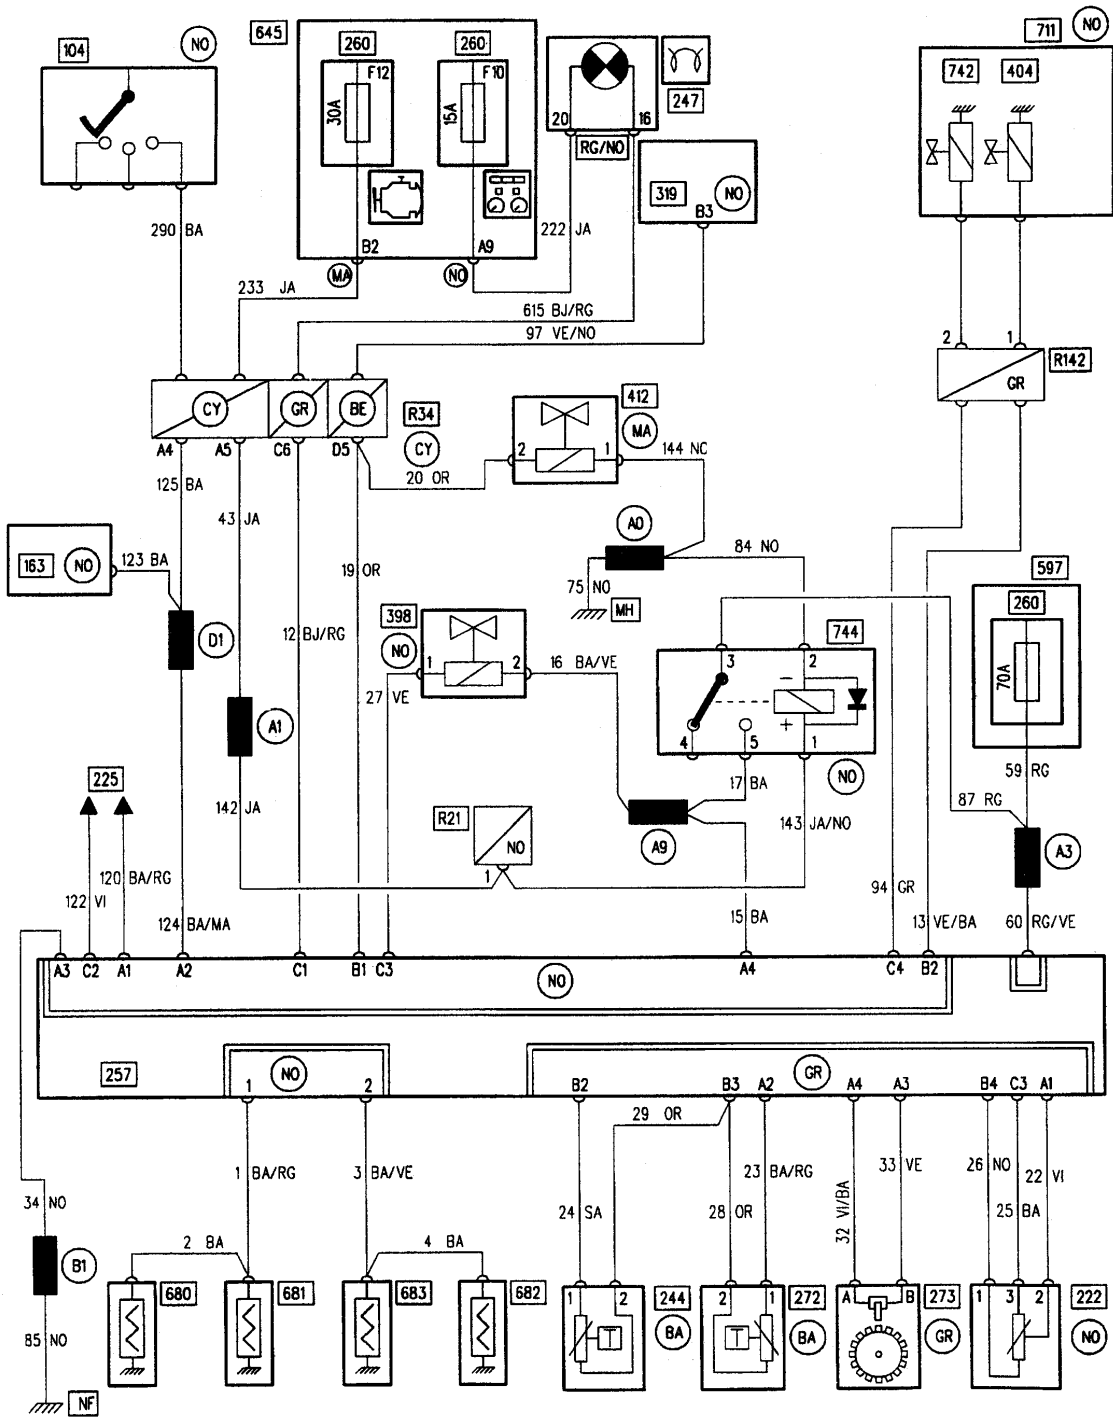 104
NO
645
260
260
F12
F10
30A
15A
B2
A9
MA
NO
20
16
RG/NO
247
319
NO
B3
711
NO
742
404
290 BA
233 JA
222 JA
615 BJ/RG
97 VE/NO
2
1
R142
GR
CY
GR
BE
R34
CY
A4
A5
C6
D5
412
MA
2
1
144 NC
20 OR
125 BA
43 JA
163
NO
123 BA
D1
A0
84 NO
75 NO
MH
19 OR
12 BJ/RG
398
NO
1
2
16 BA/VE
27 VE
744
3
2
−
+
4
5
1
NO
597
260
70A
59 RG
87 RG
A1
142 JA
225
R21
NO
1
17 BA
A9
143 JA/NO
A3
120 BA/RG
122 VI
124 BA/MA
15 BA
94 GR
13 VE/BA
60 RG/VE
A3
C2
A1
A2
C1
B1
C3
A4
C4
B2
NO
257
NO
1
2
GR
B2
B3
A2
A4
A3
B4
C3
A1
29 OR
1 BA/RG
3 BA/VE
23 BA/RG
33 VE
26 NO
22 VI
34 NO
24 SA
28 OR
32 VI/BA
25 BA
2 BA
4 BA
B1
680
681
683
682
1
2
244
BA
2
1
272
BA
A
B
273
GR
1
3
2
222
NO
85 NO
NF